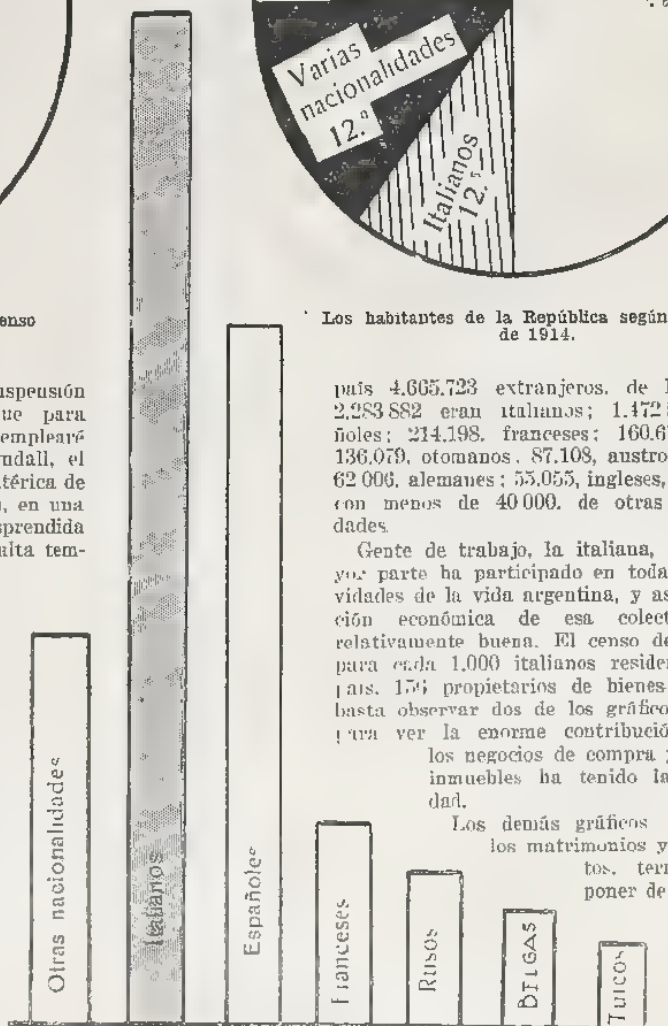 Varias
nacionalidades
12.º
Italianos
12.5
enso
Los habitantes de la República según
de 1914.
uspensión
ue para
emplearé
ndall, el
térica de
, en una
sprendida
ulta tem-
país 4.665.723 extranjeros. de l
2.283 882 eran italianos; 1.472
ñoles; 214.198. franceses; 160.6
136.079, otomanos. 87.108, austro
62 006, alemanes; 55.055, ingleses,
con menos de 40 000. de otras
dades.
Gente de trabajo, la italiana,
yor parte ha participado en toda
vidades de la vida argentina, y as
ción económica de esa colect
relativamente buena. El censo de
para cada 1.000 italianos reside
país. 156 propietarios de bienes
basta observar dos de los gráfico
para ver la enorme contribució
los negocios de compra
inmuebles ha tenido la
dad.
Los demás gráficos
los matrimonios y
tos. ter
poner de
Otras nacionalidades
Italianos
Españoles
Franceses
Rusos
BELGAS
Turcos